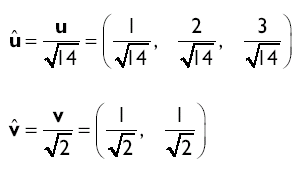 û = u/√14 = (1/√14, 2/√14, 3/√14)
v̂ = v/√2 = (1/√2, 1/√2)